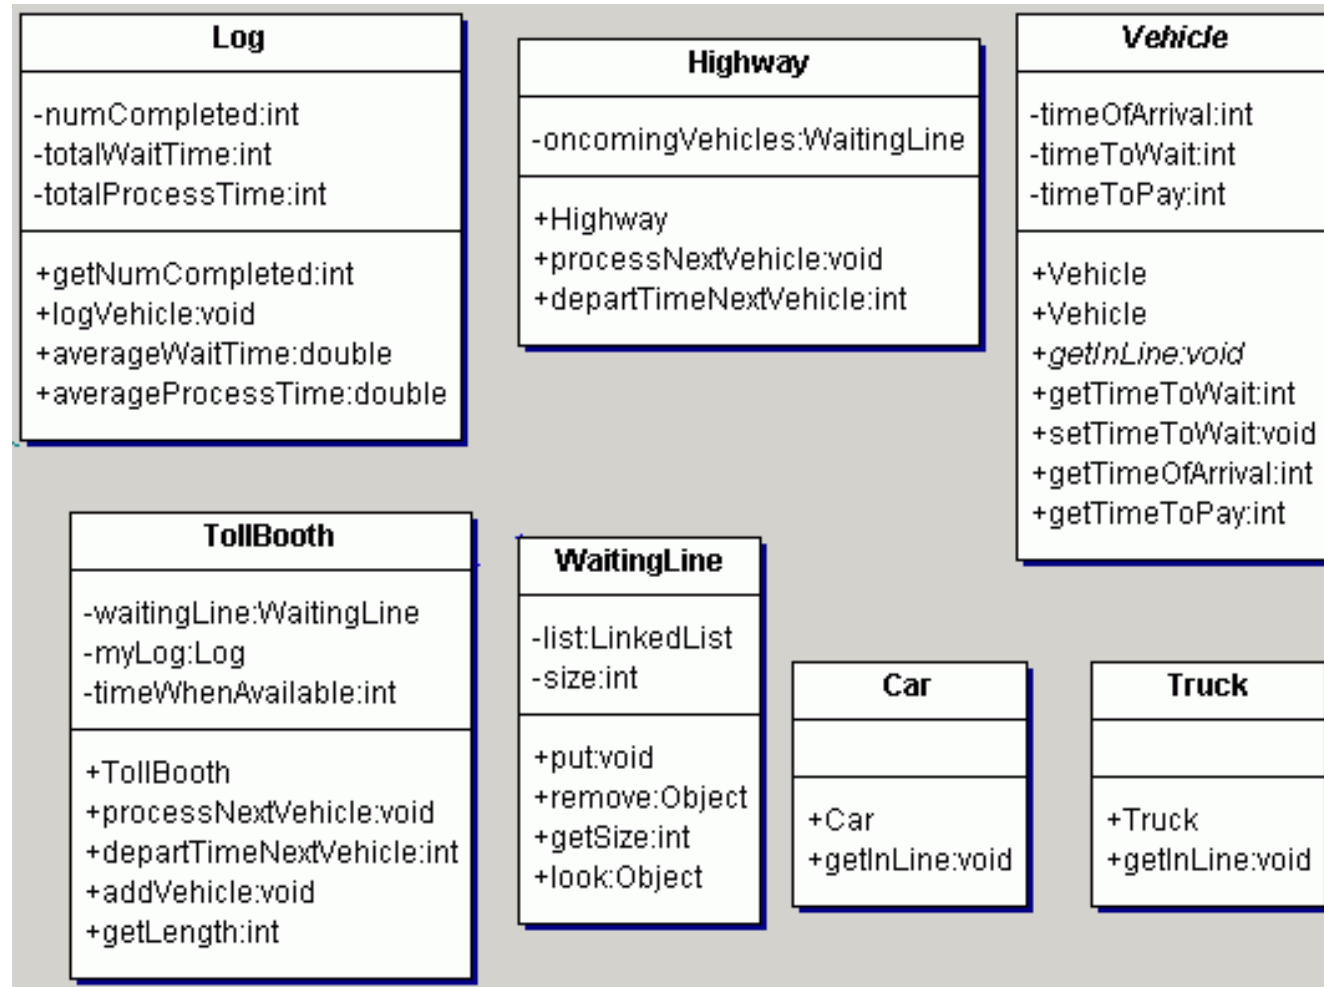 Log
-numCompleted:int
-totalWaitTime:int
-totalProcessTime:int
+getNumCompleted:int
+logVehicle:void
+averageWaitTime:double
+averageProcessTime:double
Highway
-oncomingVehicles:WaitingLine
+Highway
+processNextVehicle:void
+departTimeNextVehicle:int
Vehicle
-timeOfArrival:int
-timeToWait:int
-timeToPay:int
+Vehicle
+Vehicle
+getInLine:void
+getTimeToWait:int
+setTimeToWait:void
+getTimeOfArrival:int
+getTimeToPay:int
TollBooth
-waitingLine:WaitingLine
-myLog:Log
-timeWhenAvailable:int
+TollBooth
+processNextVehicle:void
+departTimeNextVehicle:int
+addVehicle:void
+getLength:int
WaitingLine
-list:LinkedList
-size:int
+put:void
+remove:Object
+getSize:int
+look:Object
Car
+Car
+getInLine:void
Truck
+Truck
+getInLine:void